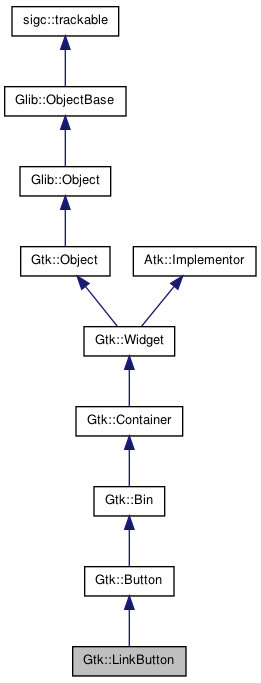 sigc::trackable
Glib::ObjectBase
Glib::Object
Gtk::Object
Atk::Implementor
Gtk::Widget
Gtk::Container
Gtk::Bin
Gtk::Button
Gtk::LinkButton